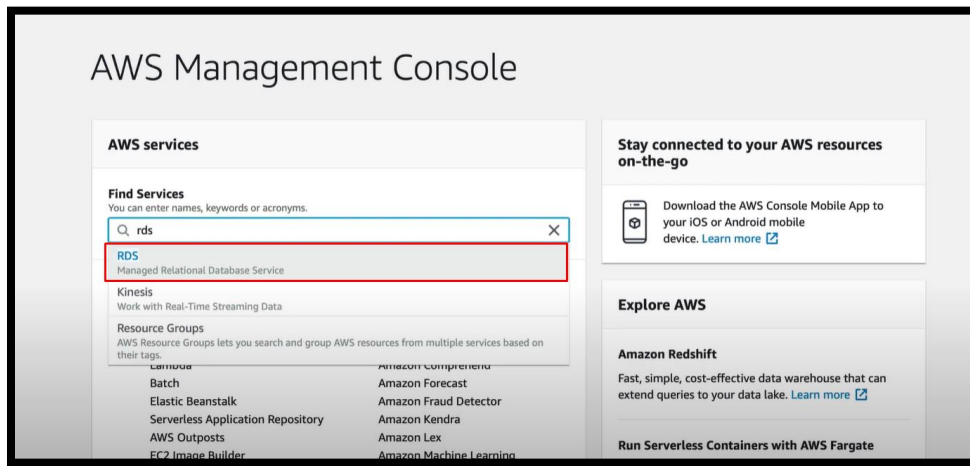 AWS Management Console
AWS services
Find Services
You can enter names, keywords or acronyms.
rds
RDS
Managed Relational Database Service
Kinesis
Work with Real-Time Streaming Data
Resource Groups
AWS Resource Groups lets you search and group AWS resources from multiple services based on
their tags.
Lambda
Amazon Comprehend
Batch
Amazon Forecast
Elastic Beanstalk
Amazon Fraud Detector
Serverless Application Repository
Amazon Kendra
AWS Outposts
Amazon Lex
EC2 Image Builder
Amazon Machine Learning
Stay connected to your AWS resources
on-the-go
Download the AWS Console Mobile App to
your iOS or Android mobile
device. Learn more
Explore AWS
Amazon Redshift
Fast, simple, cost-effective data warehouse that can
extend queries to your data lake. Learn more
Run Serverless Containers with AWS Fargate